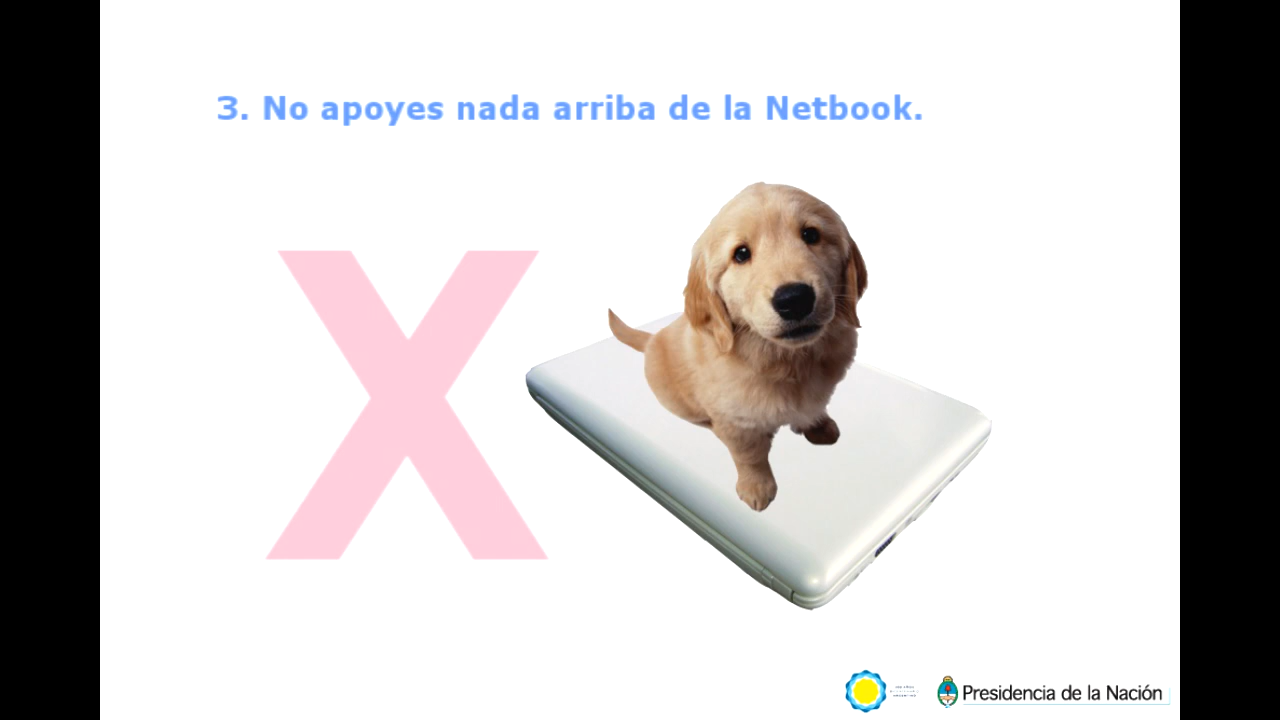 3. No apoyes nada arriba de la Netbook.
X
Presidencia de la Nación